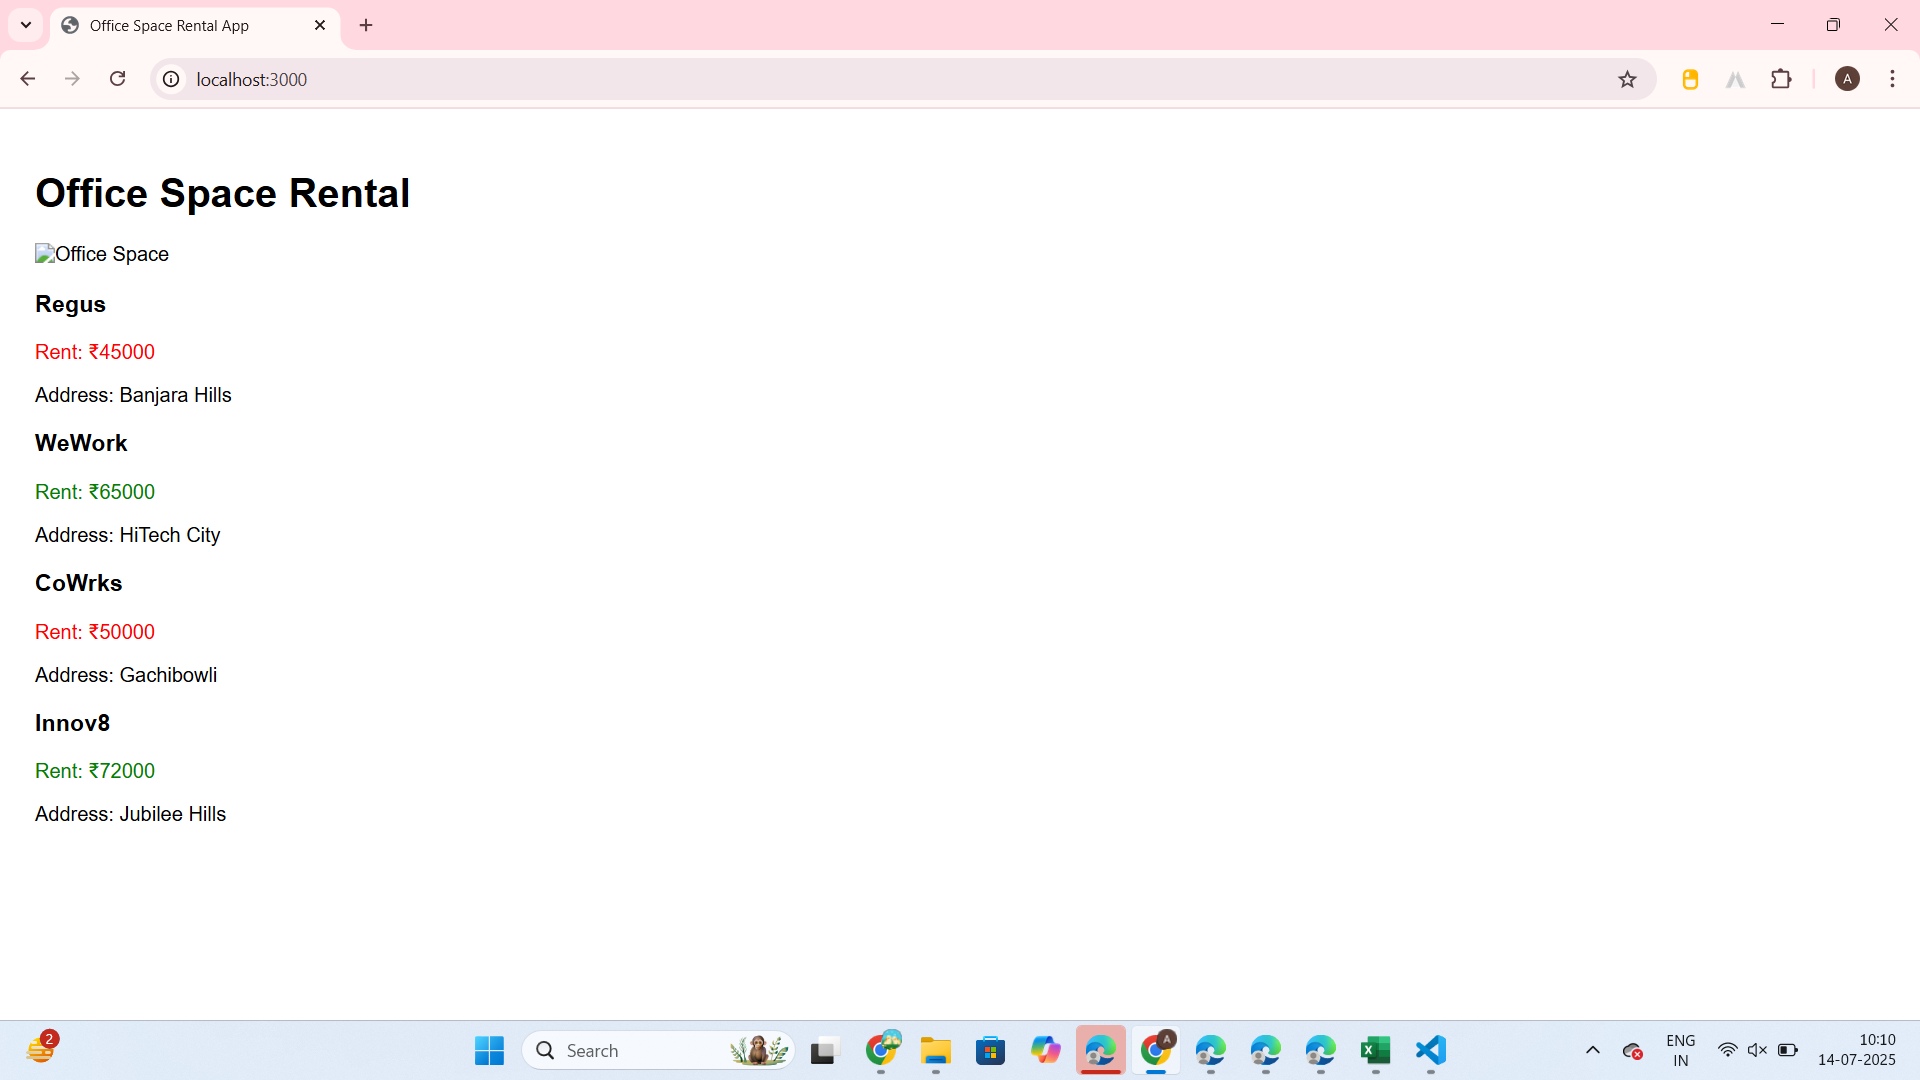 Office Space Rental App
localhost:3000
A
Office Space Rental
Office Space
Regus
Rent: ₹45000
Address: Banjara Hills
WeWork
Rent: ₹65000
Address: HiTech City
CoWrks
Rent: ₹50000
Address: Gachibowli
Innov8
Rent: ₹72000
Address: Jubilee Hills
2
Search
A
ENG
IN
10:10
14-07-2025